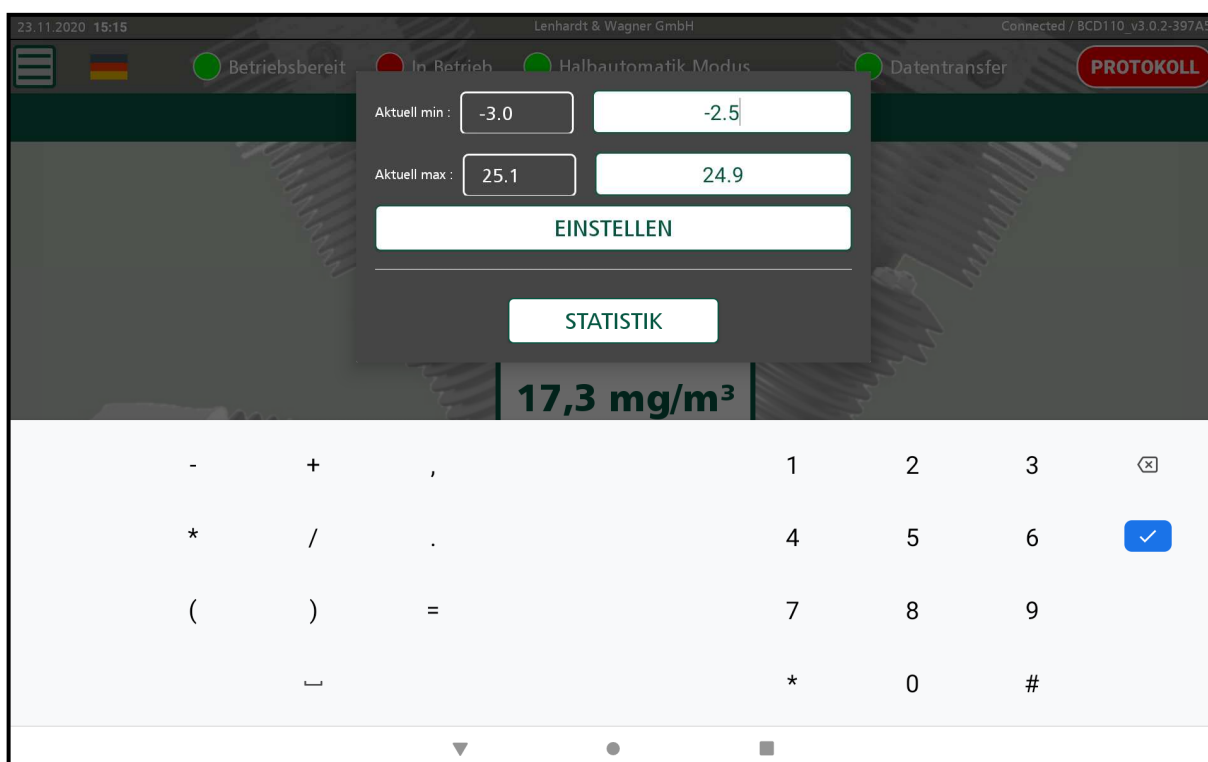 23.11.2020 15:15 Lenhardt & Wagner GmbH Connected / BCD110_v3.0.2-397A5
Betriebsbereit In Betrieb Halbautomatik Modus Datentransfer PROTOKOLL
Aktuell min : -3.0 -2.5
Aktuell max : 25.1 24.9
EINSTELLEN
STATISTIK
17,3 mg/m³
- + , 1 2 3
* / . 4 5 6
( ) = 7 8 9
* 0 #